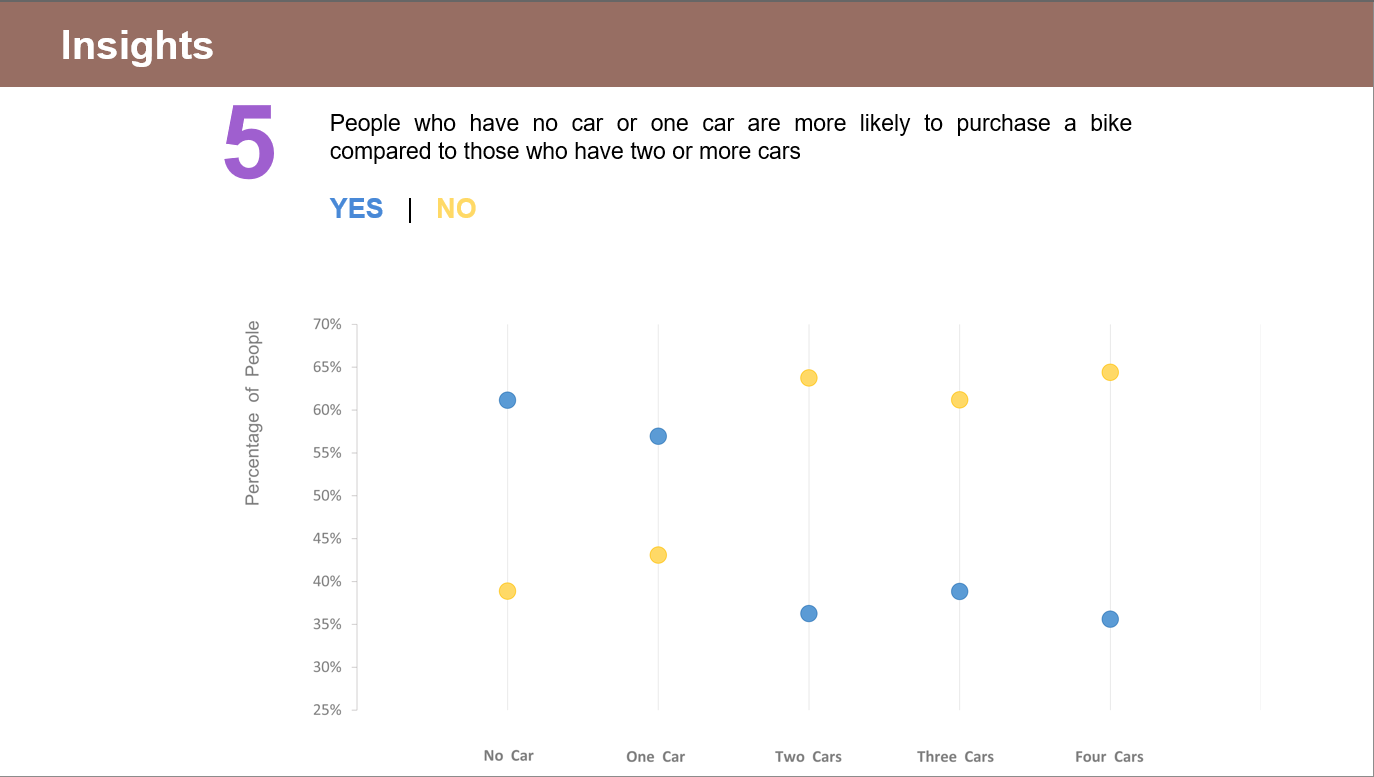 Insights
5
People who have no car or one car are more likely to purchase a bike
compared to those who have two or more cars
YES | NO
Percentage of People
70%
65%
60%
55%
50%
45%
40%
35%
30%
25%
No Car One Car Two Cars Three Cars Four Cars